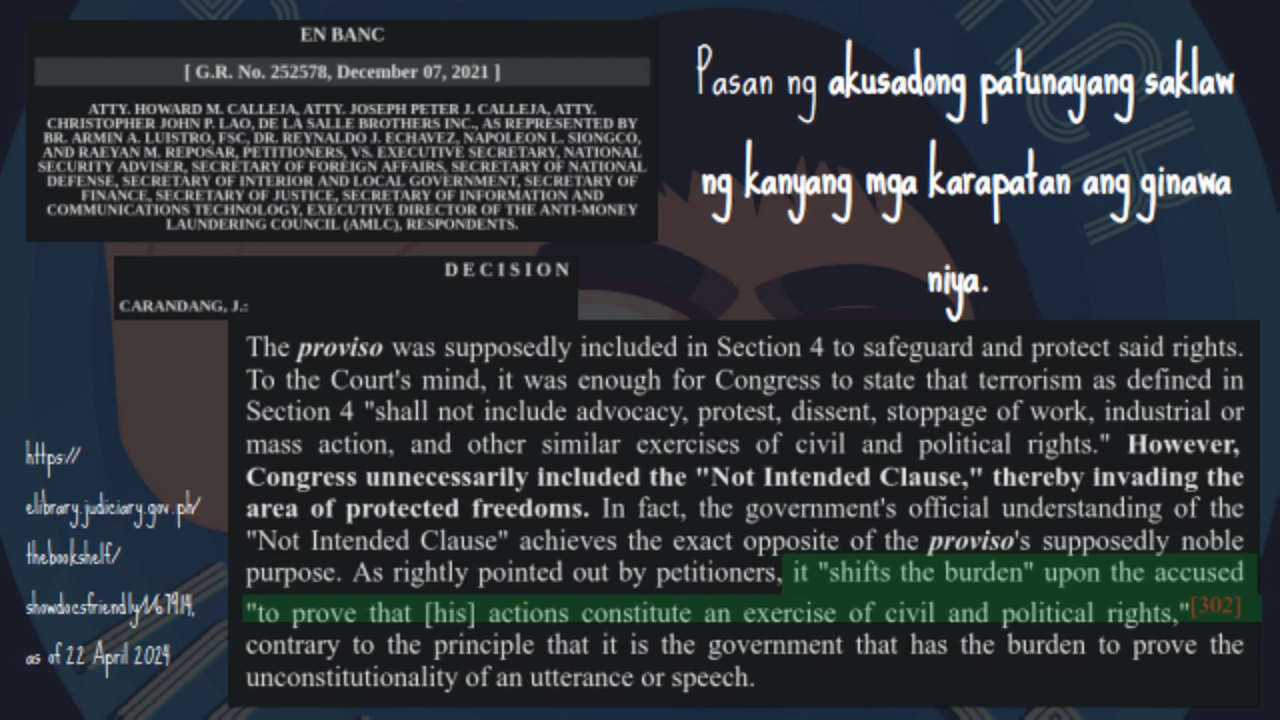 EN BANC
[ G.R. No. 252578, December 07, 2021 ]
ATTY. HOWARD M. CALLEJA, ATTY. JOSEPH PETER J. CALLEJA, ATTY.
CHRISTOPHER JOHN P. LAO, DE LA SALLE BROTHERS INC., AS REPRESENTED BY
BR. ARMIN A. LUISTRO, FSC, DR. REYNALDO J. ECHAVEZ, NAPOLEON L. SIONGCO,
AND RAEYAN M. REPOSAR, PETITIONERS, VS. EXECUTIVE SECRETARY, NATIONAL
SECURITY ADVISER, SECRETARY OF FOREIGN AFFAIRS, SECRETARY OF NATIONAL
DEFENSE, SECRETARY OF INTERIOR AND LOCAL GOVERNMENT, SECRETARY OF
FINANCE, SECRETARY OF JUSTICE, SECRETARY OF INFORMATION AND
COMMUNICATIONS TECHNOLOGY, EXECUTIVE DIRECTOR OF THE ANTI-MONEY
LAUNDERING COUNCIL (AMLC), RESPONDENTS.
Pasan ng akusadong patunayang saklaw
ng kanyang mga karapatan ang ginawa
niya.
DECISION
CARANDANG, J.:
The proviso was supposedly included in Section 4 to safeguard and protect said rights.
To the Court's mind, it was enough for Congress to state that terrorism as defined in
Section 4 "shall not include advocacy, protest, dissent, stoppage of work, industrial or
mass action, and other similar exercises of civil and political rights." However,
Congress unnecessarily included the "Not Intended Clause," thereby invading the
area of protected freedoms. In fact, the government's official understanding of the
"Not Intended Clause" achieves the exact opposite of the proviso's supposedly noble
purpose. As rightly pointed out by petitioners, it "shifts the burden" upon the accused
"to prove that [his] actions constitute an exercise of civil and political rights,"[302]
contrary to the principle that it is the government that has the burden to prove the
unconstitutionality of an utterance or speech.
https://
elibrary.judiciary.gov.ph/
thebookshelf/
showdocsfriendly/1/67914,
as of 22 April 2024